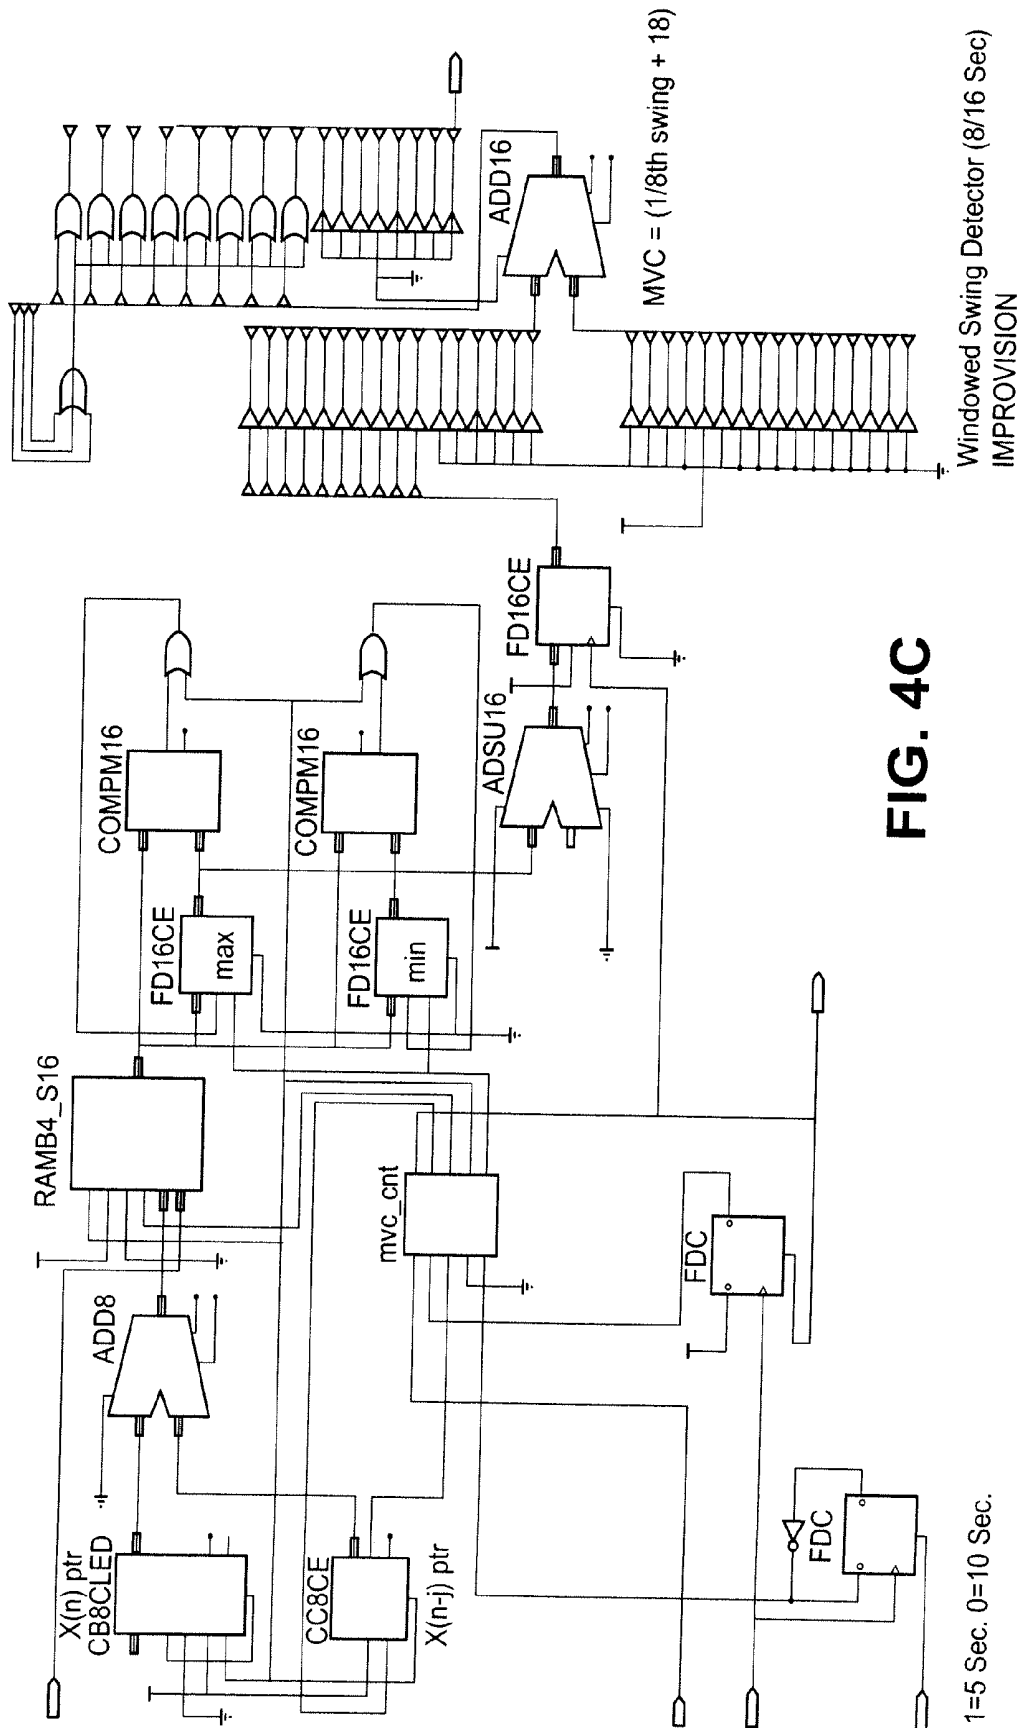 X(n) ptr
CB8CLED
CC8CE
X(n-j) ptr
ADD8
RAMB4_S16
mvc_cnt
FDC
FDC
FD16CE
max
FD16CE
min
COMPM16
COMPM16
ADSU16
FD16CE
ADD16
MVC = (1/8th swing + 18)
1=5 Sec. 0=10 Sec.
Windowed Swing Detector (8/16 Sec)
IMPROVISION
FIG. 4C